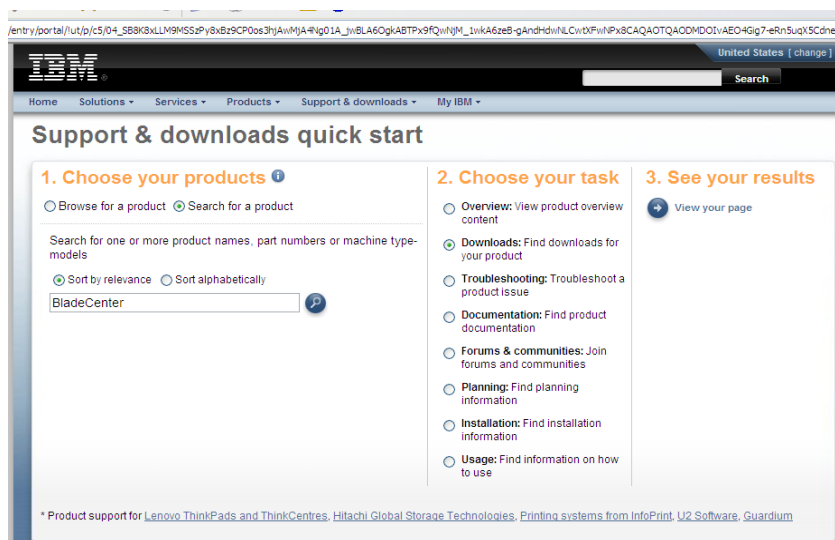 /entry/portal/!ut/p/c5/04_SB8K8xLLM9MSSzPy8xBz9CP0os3hjAwMjA4Ng01A_jwBLA6OgkABTPx9fQwNjM_1wkA6zeB-gAndHdwNLCwtXFwNPx8CAQAOTQAODMDOIvAEO4Gig7-eRn5uqX5Cdne
United States [ change ]
IBM®
Search
Home Solutions Services Products Support & downloads My IBM
Support & downloads quick start
1. Choose your products
Browse for a product Search for a product
Search for one or more product names, part numbers or machine type-
models
Sort by relevance Sort alphabetically
BladeCenter
2. Choose your task
Overview: View product overview
content
Downloads: Find downloads for
your product
Troubleshooting: Troubleshoot a
product issue
Documentation: Find product
documentation
Forums & communities: Join
forums and communities
Planning: Find planning
information
Installation: Find installation
information
Usage: Find information on how
to use
3. See your results
View your page
* Product support for Lenovo ThinkPads and ThinkCentres, Hitachi Global Storage Technologies, Printing systems from InfoPrint, U2 Software, Guardium